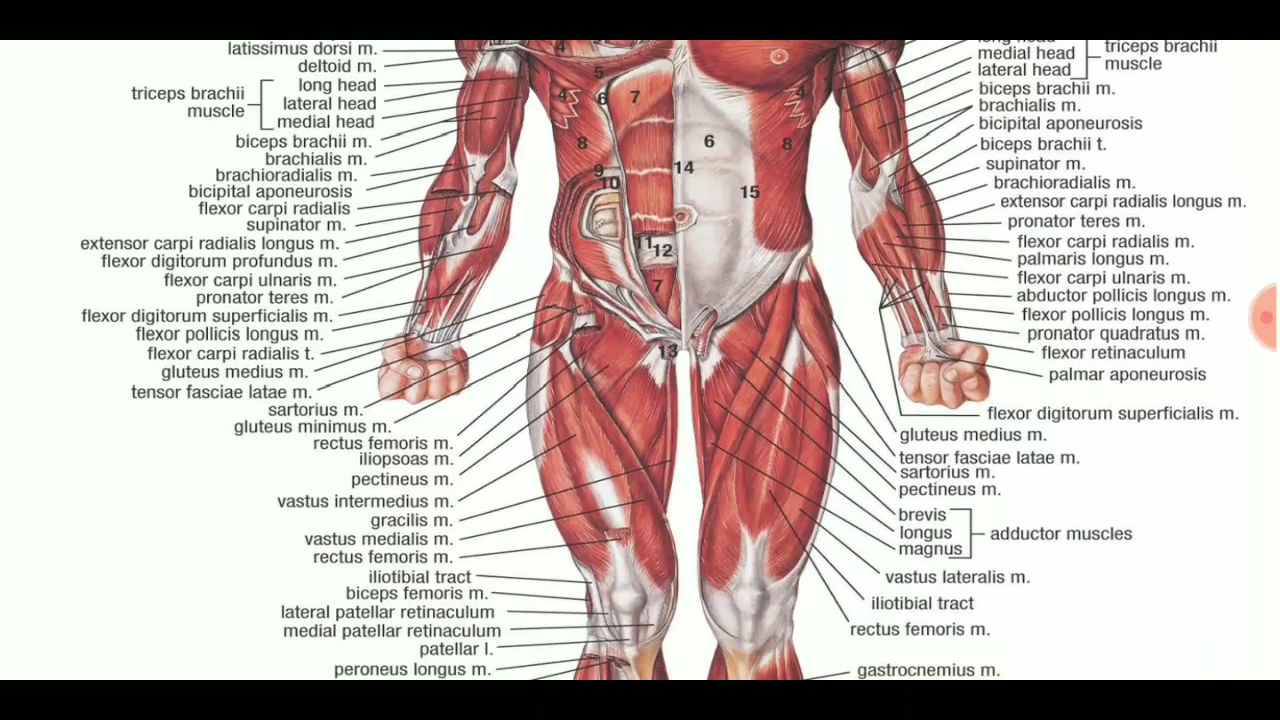 latissimus dorsi m.
deltoid m.
triceps brachii
muscle
long head
lateral head
medial head
biceps brachii m.
brachialis m.
brachioradialis m.
bicipital aponeurosis
flexor carpi radialis
supinator m.
extensor carpi radialis longus m.
flexor digitorum profundus m.
flexor carpi ulnaris m.
pronator teres m.
flexor digitorum superficialis m.
flexor pollicis longus m.
flexor carpi radialis t.
gluteus medius m.
tensor fasciae latae m.
sartorius m.
gluteus minimus m.
rectus femoris m.
iliopsoas m.
pectineus m.
vastus intermedius m.
gracilis m.
vastus medialis m.
rectus femoris m.
iliotibial tract
biceps femoris m.
lateral patellar retinaculum
medial patellar retinaculum
patellar l.
peroneus longus m.
4
5
4
6
7
4
8
6
8
9
14
10
15
11
12
7
13
long head
medial head
lateral head
triceps brachii
muscle
biceps brachii m.
brachialis m.
bicipital aponeurosis
biceps brachii t.
supinator m.
brachioradialis m.
extensor carpi radialis longus m.
pronator teres m.
flexor carpi radialis m.
palmaris longus m.
flexor carpi ulnaris m.
abductor pollicis longus m.
flexor pollicis longus m.
pronator quadratus m.
flexor retinaculum
palmar aponeurosis
flexor digitorum superficialis m.
gluteus medius m.
tensor fasciae latae m.
sartorius m.
pectineus m.
brevis
longus
magnus
adductor muscles
vastus lateralis m.
iliotibial tract
rectus femoris m.
gastrocnemius m.